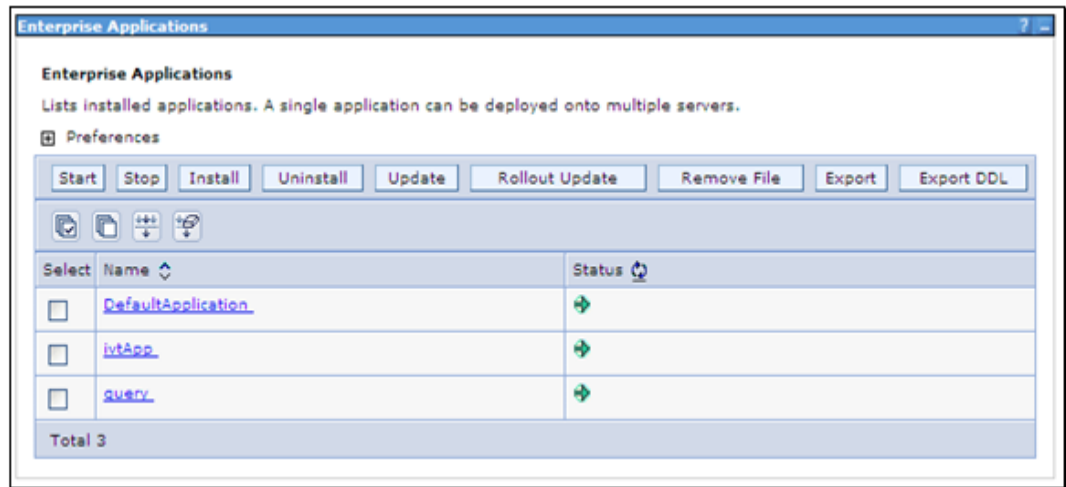 Enterprise Applications ? –
Enterprise Applications
Lists installed applications. A single application can be deployed onto multiple servers.
Preferences
Start Stop Install Uninstall Update Rollout Update Remove File Export Export DDL
Select Name Status
DefaultApplication
ivtApp
query
Total 3